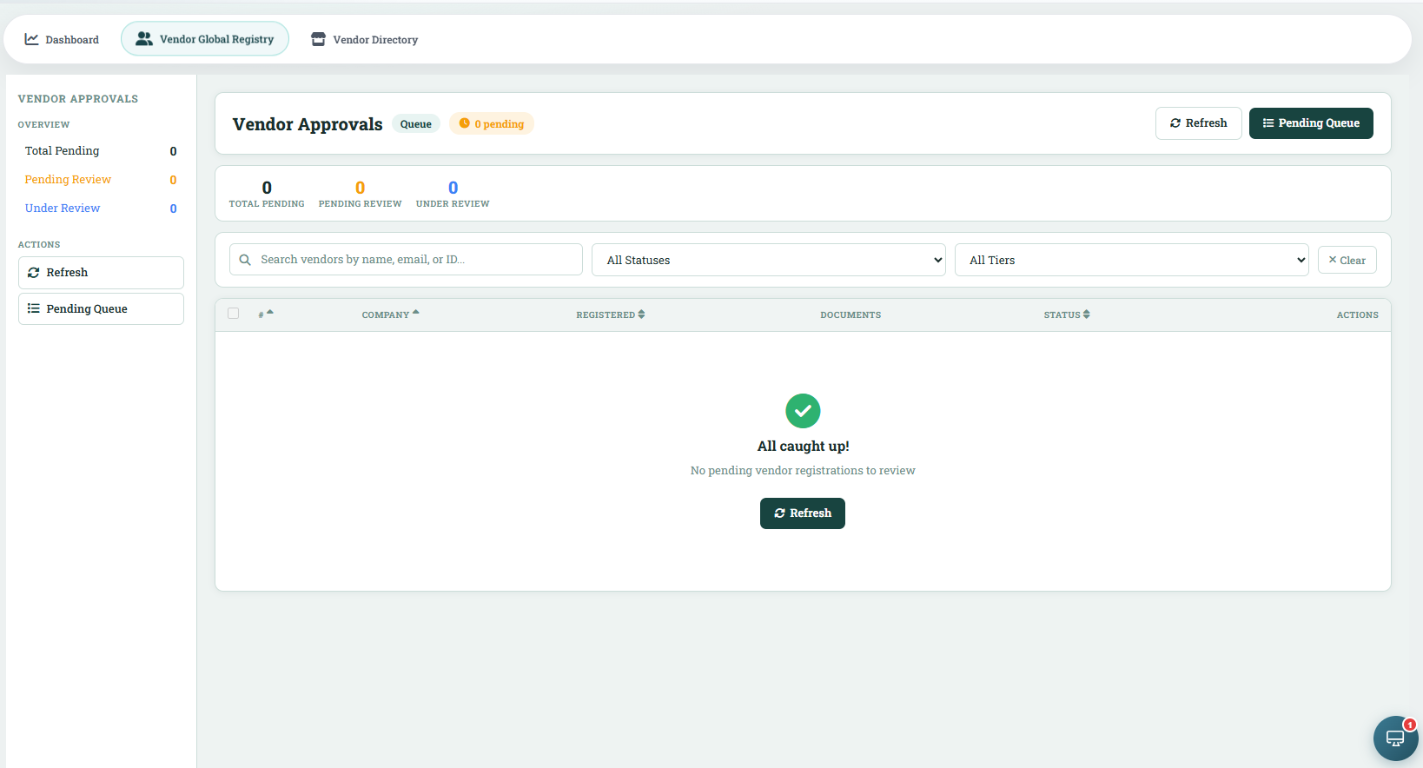 Dashboard
Vendor Global Registry
Vendor Directory
VENDOR APPROVALS
OVERVIEW
Total Pending 0
Pending Review 0
Under Review 0
ACTIONS
Refresh
Pending Queue
Vendor Approvals Queue 0 pending
Refresh
Pending Queue
0 0 0
TOTAL PENDING PENDING REVIEW UNDER REVIEW
Search vendors by name, email, or ID...
All Statuses
All Tiers
× Clear
# COMPANY REGISTERED DOCUMENTS STATUS ACTIONS
All caught up!
No pending vendor registrations to review
Refresh
1